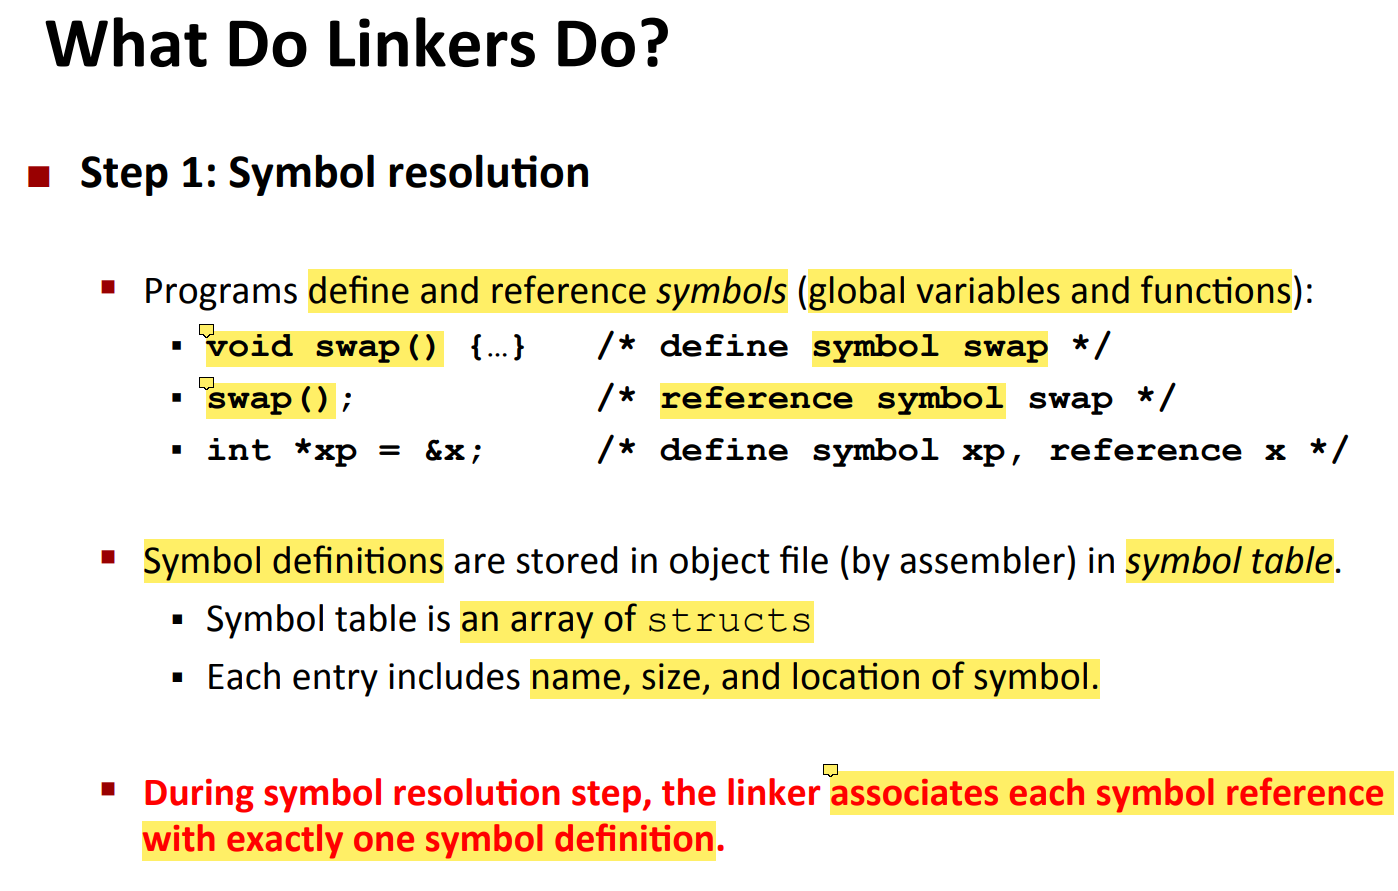 What Do Linkers Do?
Step 1: Symbol resolution
Programs define and reference symbols (global variables and functions):
void swap() {…} /* define symbol swap */
swap(); /* reference symbol swap */
int *xp = &x; /* define symbol xp, reference x */
Symbol definitions are stored in object file (by assembler) in symbol table.
Symbol table is an array of structs
Each entry includes name, size, and location of symbol.
During symbol resolution step, the linker associates each symbol reference
with exactly one symbol definition.